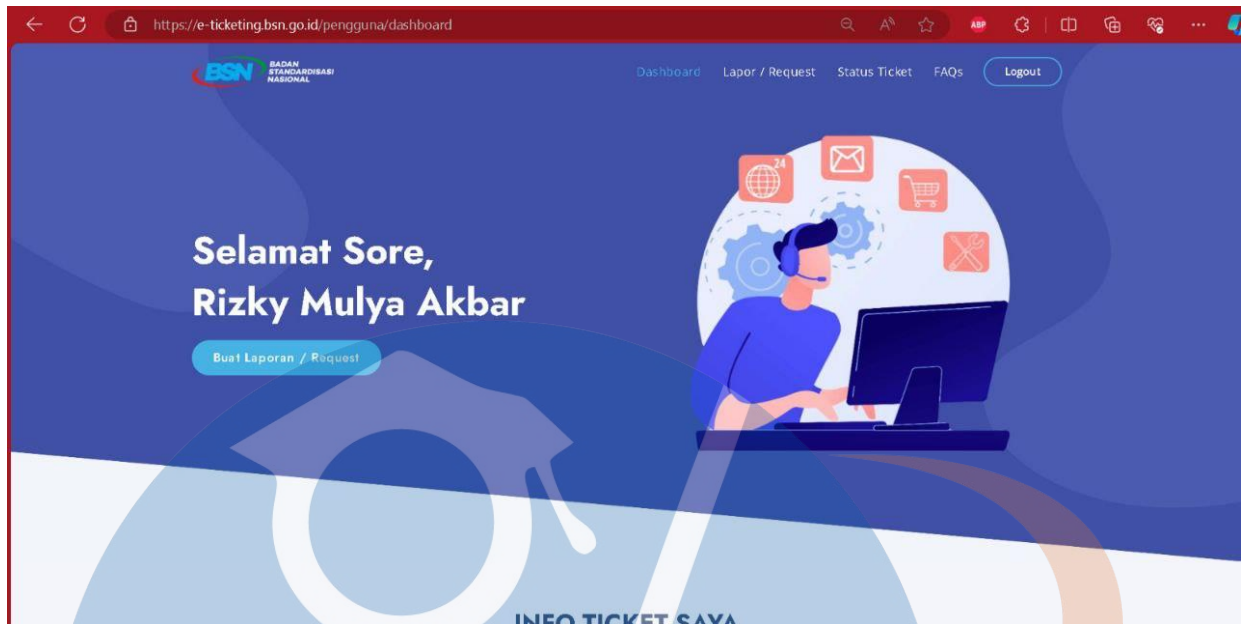 https://e-ticketing.bsn.go.id/pengguna/dashboard
ABP
BSN
BADAN
STANDARDISASI
NASIONAL
Dashboard Lapor / Request Status Ticket FAQs Logout
24
Selamat Sore,
Rizky Mulya Akbar
Buat Laporan / Request
INFO TICKET SAYA